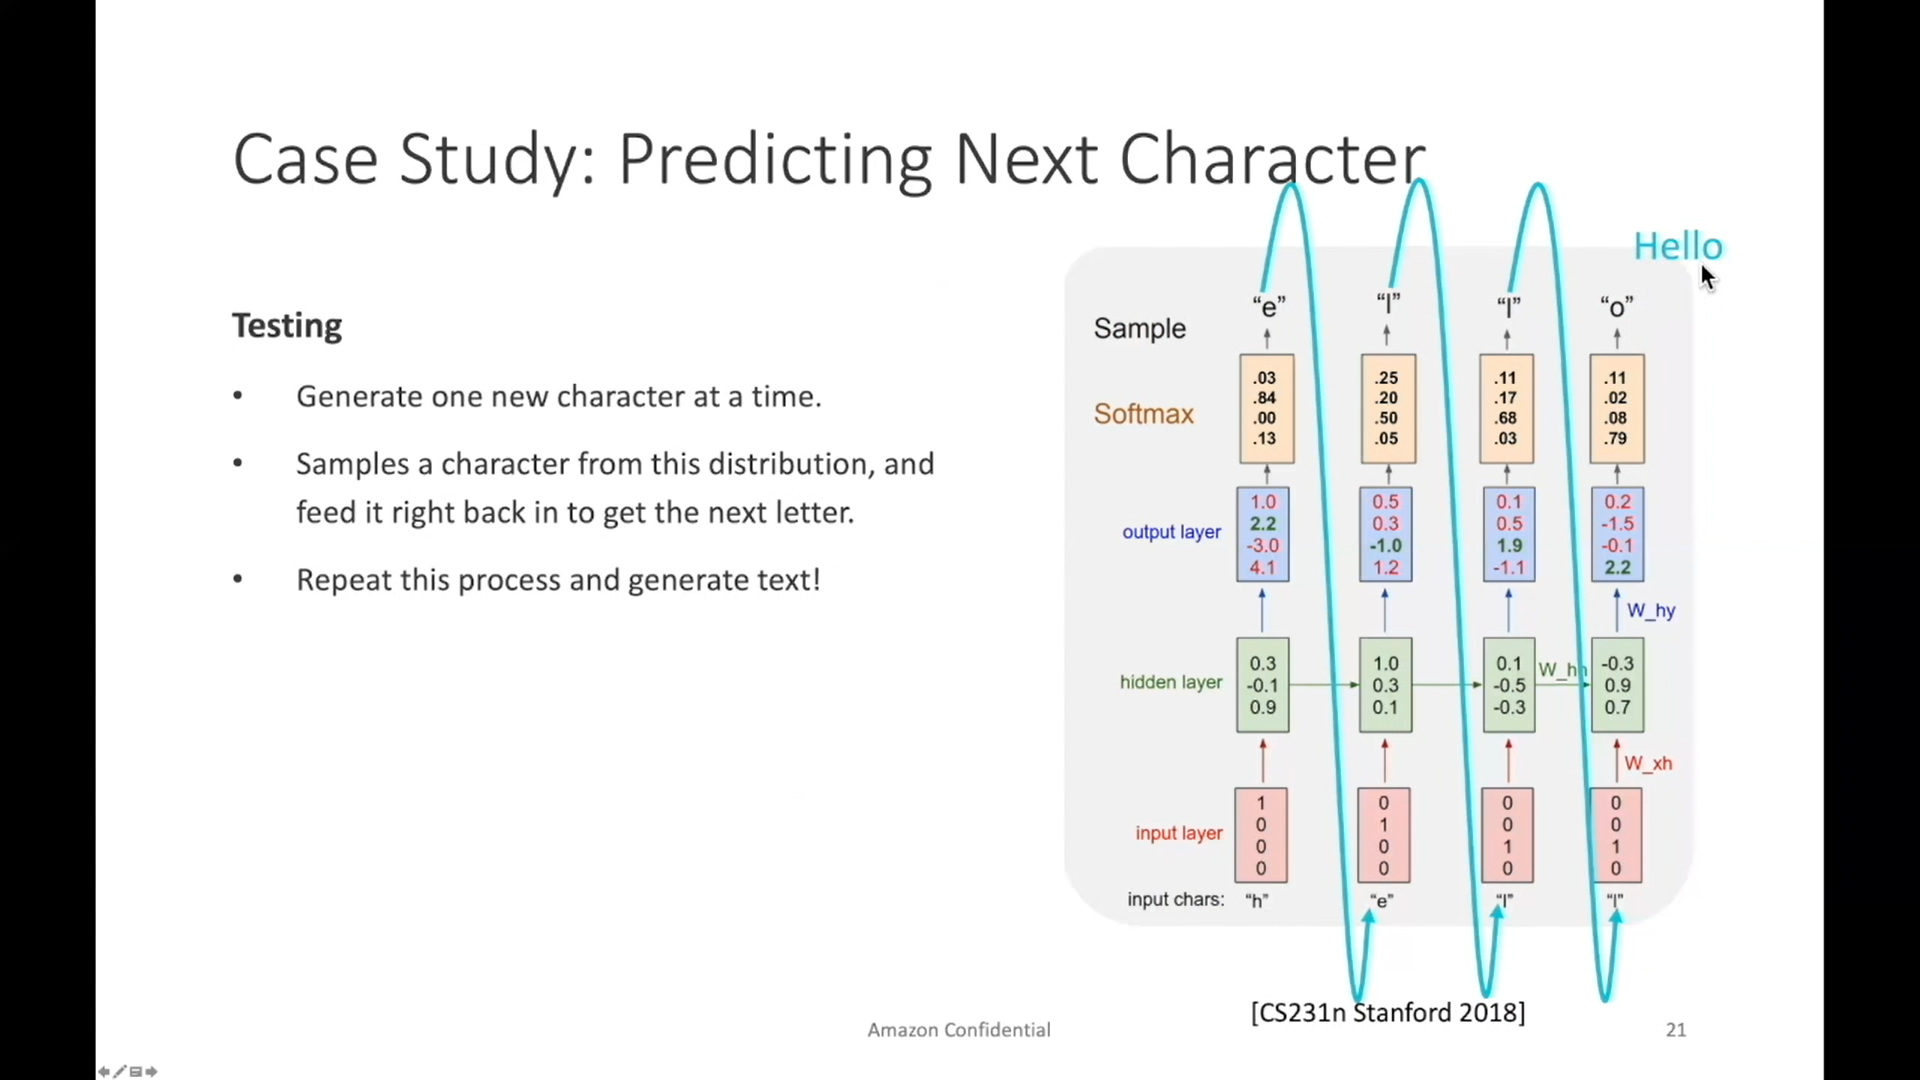 Case Study: Predicting Next Character
Hello
Testing
• Generate one new character at a time.
• Samples a character from this distribution, and
feed it right back in to get the next letter.
• Repeat this process and generate text!
Sample
“e” “l” “l” “o”
Softmax
.03 .25 .11 .11
.84 .20 .17 .02
.00 .50 .68 .08
.13 .05 .03 .79
output layer
1.0 0.5 0.1 0.2
2.2 0.3 0.5 -1.5
-3.0 -1.0 1.9 -0.1
4.1 1.2 -1.1 2.2
W_hy
hidden layer
0.3 1.0 0.1 -0.3
-0.1 0.3 -0.5 0.9
0.9 0.1 -0.3 0.7
W_hh
W_xh
input layer
1 0 0 0
0 1 0 0
0 0 1 1
0 0 0 0
input chars: “h” “e” “l” “l”
[CS231n Stanford 2018]
Amazon Confidential
21